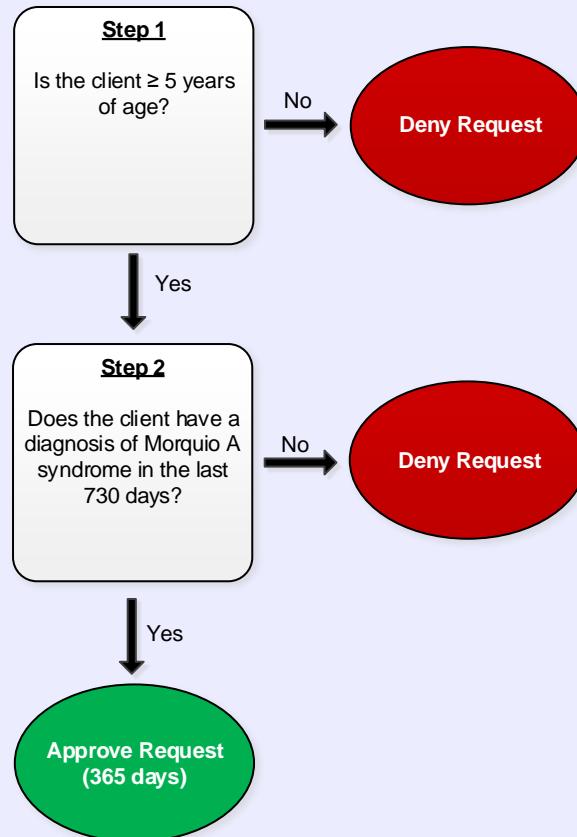 Step 1
Is the client ≥ 5 years
of age?
No
Deny Request
Yes
Step 2
Does the client have a
diagnosis of Morquio A
syndrome in the last
730 days?
No
Deny Request
Yes
Approve Request
(365 days)